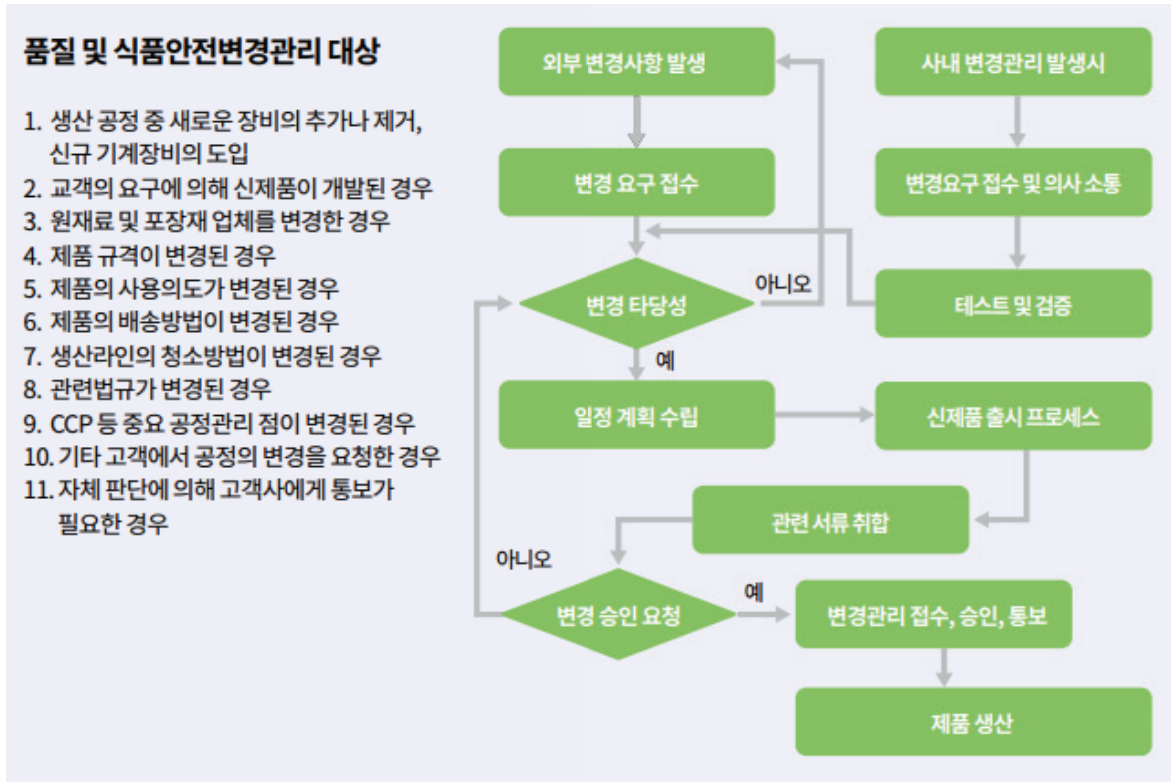 품질 및 식품안전변경관리 대상
1. 생산 공정 중 새로운 장비의 추가나 제거,
신규 기계장비의 도입
2. 교객의 요구에 의해 신제품이 개발된 경우
3. 원재료 및 포장재 업체를 변경한 경우
4. 제품 규격이 변경된 경우
5. 제품의 사용의도가 변경된 경우
6. 제품의 배송방법이 변경된 경우
7. 생산라인의 청소방법이 변경된 경우
8. 관련법규가 변경된 경우
9. CCP 등 중요 공정관리 점이 변경된 경우
10. 기타 고객에서 공정의 변경을 요청한 경우
11. 자체 판단에 의해 고객사에게 통보가
필요한 경우
외부 변경사항 발생
사내 변경관리 발생시
변경 요구 접수
변경요구 접수 및 의사 소통
변경 타당성
아니오
테스트 및 검증
예
일정 계획 수립
신제품 출시 프로세스
관련 서류 취합
아니오
변경 승인 요청
예
변경관리 접수, 승인, 통보
제품 생산